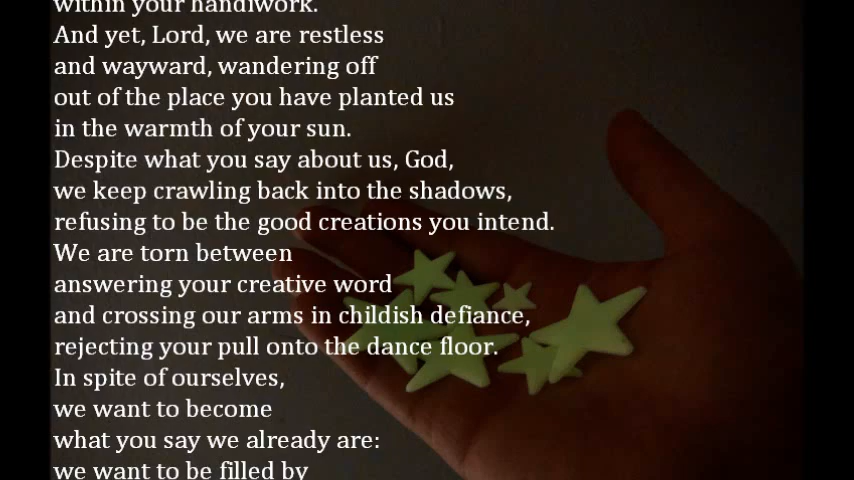 within your handiwork.
And yet, Lord, we are restless
and wayward, wandering off
out of the place you have planted us
in the warmth of your sun.
Despite what you say about us, God,
we keep crawling back into the shadows,
refusing to be the good creations you intend.
We are torn between
answering your creative word
and crossing our arms in childish defiance,
rejecting your pull onto the dance floor.
In spite of ourselves,
we want to become
what you say we already are:
we want to be filled by